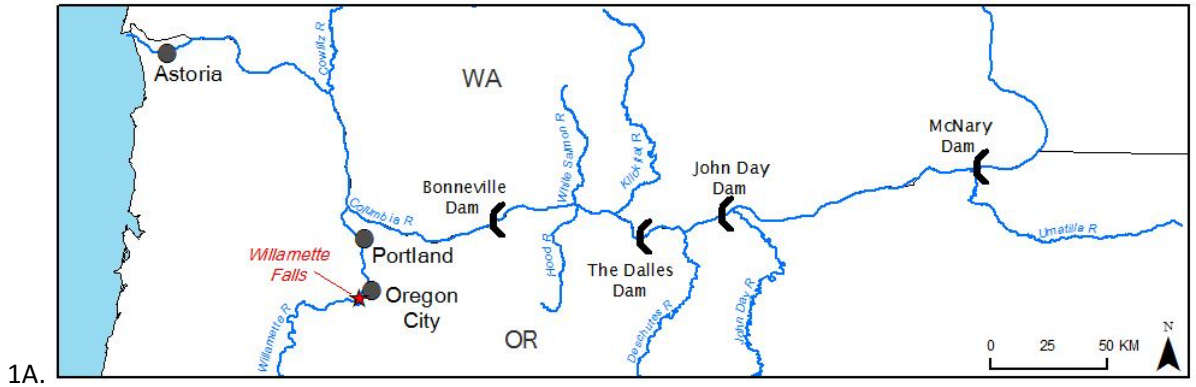 Astoria
Cowlitz R
WA
McNary
Dam
White Salmon R
Klickitat R
John Day
Dam
Bonneville
Dam
Columbia R
Portland
Willamette
Falls
Hood R
The Dalles
Dam
Umatilla R
Oregon
City
Willamette R
OR
Deschutes R
John Day R
N
0 25 50 KM
1A.